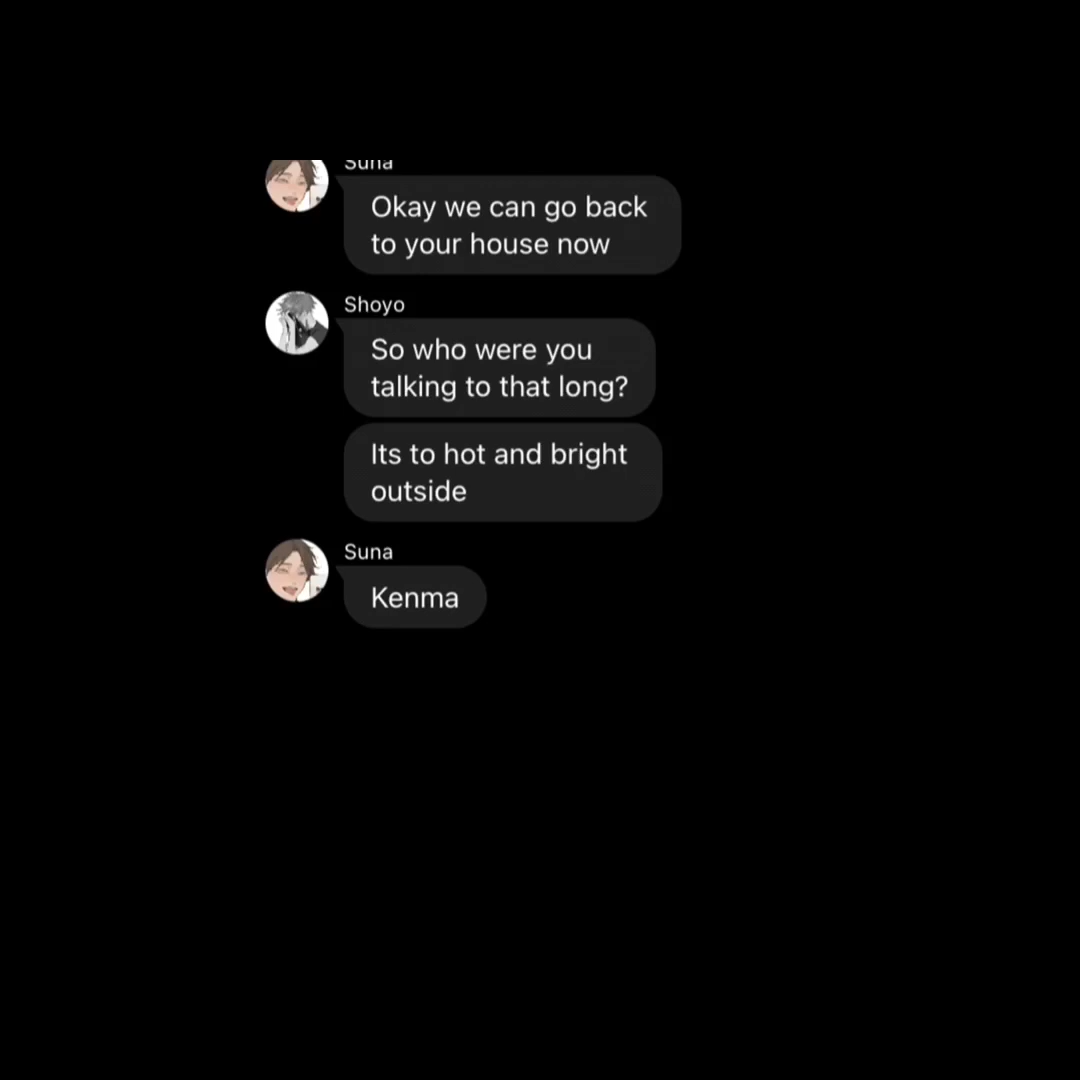 Suna
Okay we can go back
to your house now
Shoyo
So who were you
talking to that long?
Its to hot and bright
outside
Suna
Kenma